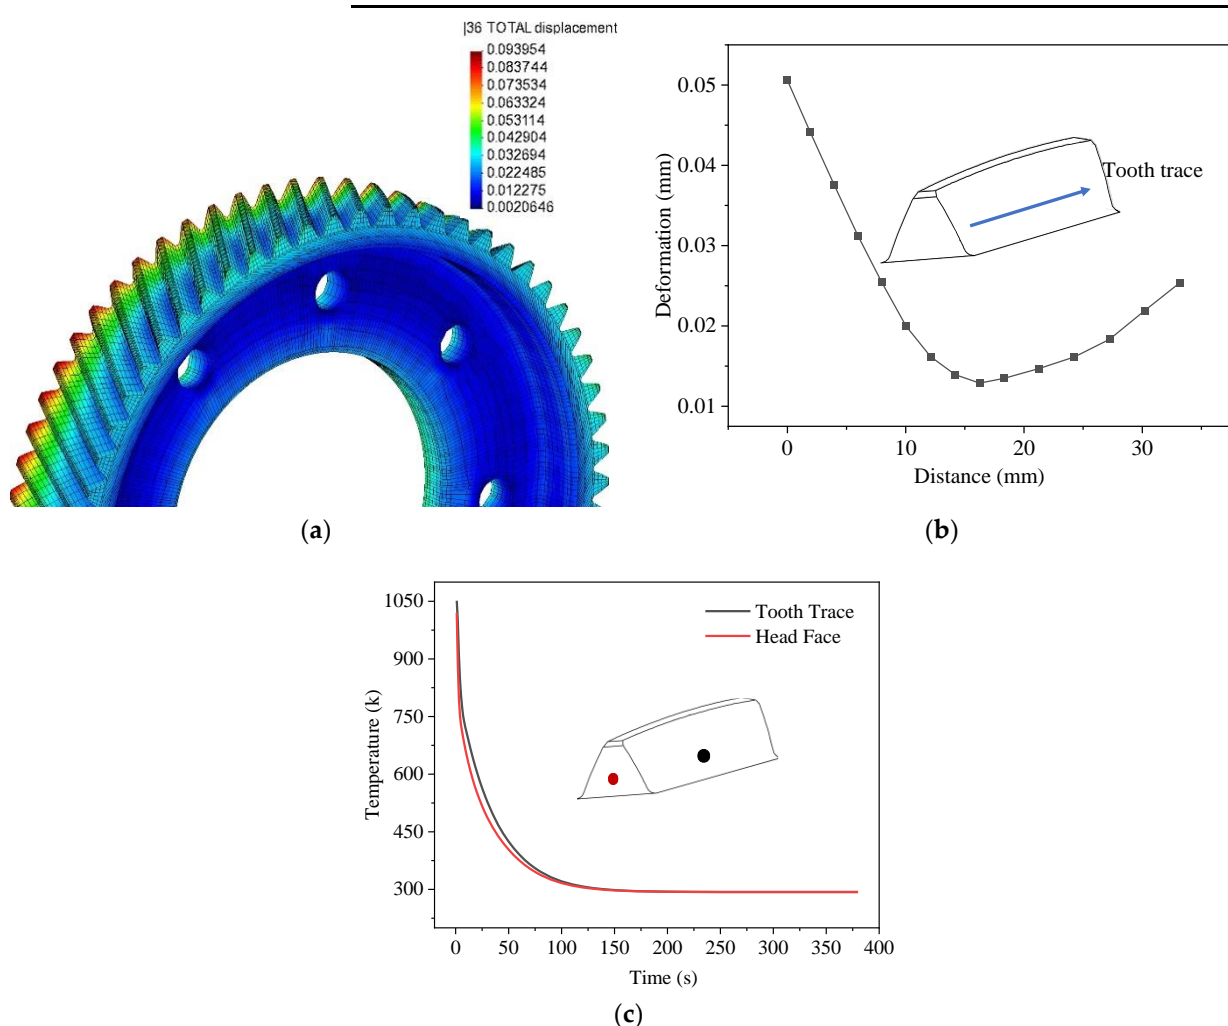 |36 TOTAL displacement
0.093954
0.083744
0.073534
0.063324
0.053114
0.042904
0.032694
0.022485
0.012275
0.0020646
(a)
0.05
0.04
0.03
0.02
0.01
Deformation (mm)
Tooth trace
0 10 20 30
Distance (mm)
(b)
1050
900
750
600
450
300
Temperature (k)
Tooth Trace
Head Face
0 50 100 150 200 250 300 350 400
Time (s)
(c)